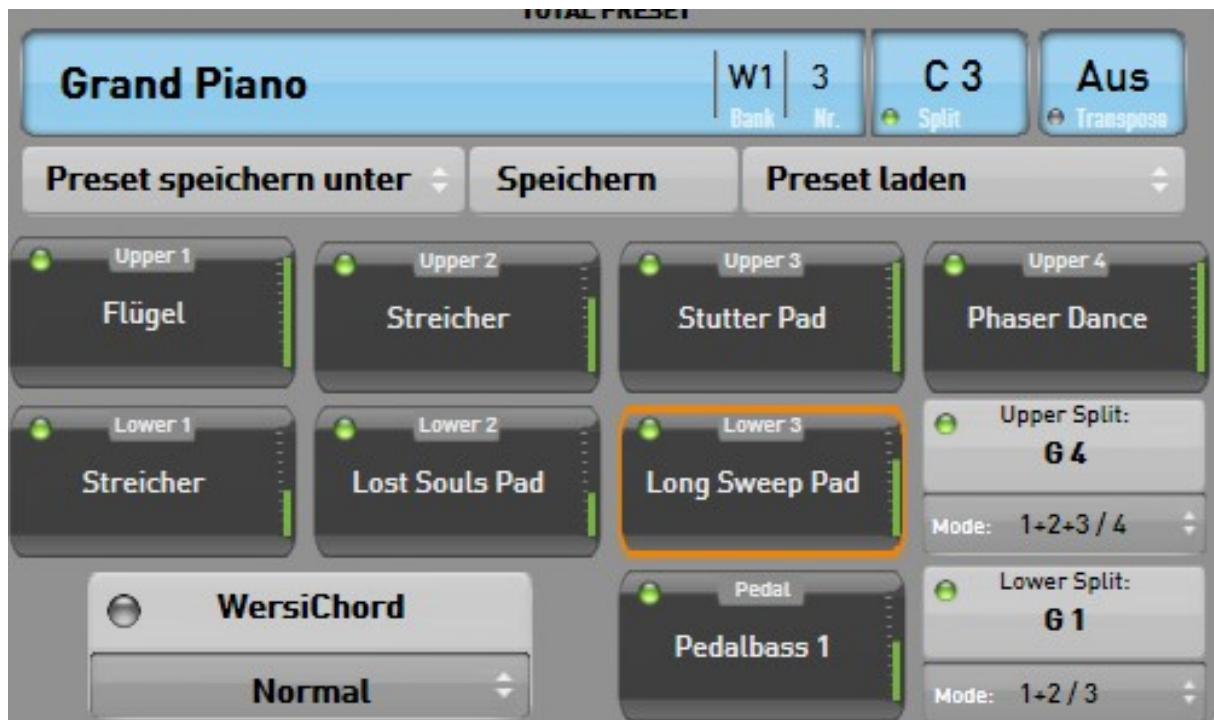 TOTAL PRESET
Grand Piano W1 3 C 3 Aus
Bank Nr. Split Transpose
Preset speichern unter Speichern Preset laden
Upper 1 Upper 2 Upper 3 Upper 4
Flügel Streicher Stutter Pad Phaser Dance
Lower 1 Lower 2 Lower 3 Upper Split:
G 4
Streicher Lost Souls Pad Long Sweep Pad
Mode: 1+2+3 / 4
WersiChord Pedal Lower Split:
G 1
Pedalbass 1
Normal Mode: 1+2 / 3